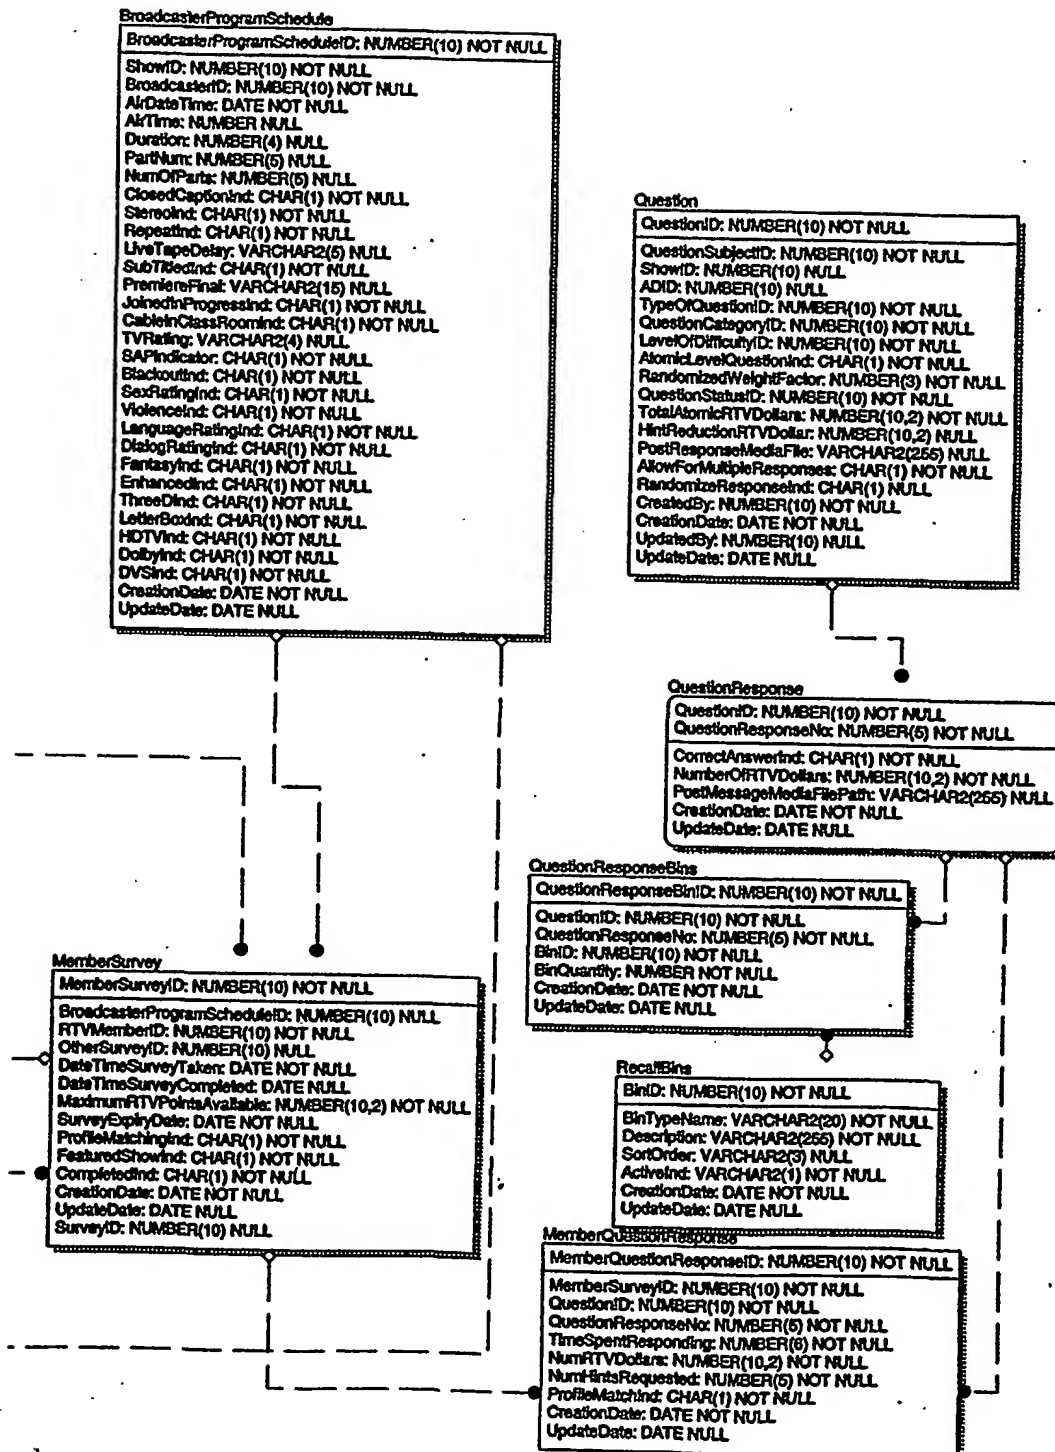 BroadcasterProgramSchedule
BroadcasterProgramScheduleID: NUMBER(10) NOT NULL
ShowID: NUMBER(10) NOT NULL
BroadcasterID: NUMBER(10) NOT NULL
AirDateTime: DATE NOT NULL
AirTime: NUMBER NULL
Duration: NUMBER(4) NULL
PartNum: NUMBER(5) NULL
NumOfParts: NUMBER(5) NULL
ClosedCaptionInd: CHAR(1) NOT NULL
StereoInd: CHAR(1) NOT NULL
RepeatInd: CHAR(1) NOT NULL
LiveTapeDelay: VARCHAR2(5) NULL
SubTitledInd: CHAR(1) NOT NULL
PremiereFinal: VARCHAR2(15) NULL
JoinedInProgressInd: CHAR(1) NOT NULL
CableInClassRoomInd: CHAR(1) NOT NULL
TVRating: VARCHAR2(4) NULL
SAPIndicator: CHAR(1) NOT NULL
BlackoutInd: CHAR(1) NOT NULL
SexRatingInd: CHAR(1) NOT NULL
ViolenceInd: CHAR(1) NOT NULL
LanguageRatingInd: CHAR(1) NOT NULL
DialogRatingInd: CHAR(1) NOT NULL
FantasyInd: CHAR(1) NOT NULL
EnhancedInd: CHAR(1) NOT NULL
ThreeDInd: CHAR(1) NOT NULL
LetterBoxInd: CHAR(1) NOT NULL
HDTVInd: CHAR(1) NOT NULL
DolbyInd: CHAR(1) NOT NULL
DVSInd: CHAR(1) NOT NULL
CreationDate: DATE NOT NULL
UpdateDate: DATE NULL
Question
QuestionID: NUMBER(10) NOT NULL
QuestionSubjectID: NUMBER(10) NOT NULL
ShowID: NUMBER(10) NULL
ADID: NUMBER(10) NULL
TypeOfQuestionID: NUMBER(10) NOT NULL
QuestionCategoryID: NUMBER(10) NOT NULL
LevelOfDifficultyID: NUMBER(10) NOT NULL
AtomicLevelQuestionInd: CHAR(1) NOT NULL
RandomizedWeightFactor: NUMBER(3) NOT NULL
QuestionStatusID: NUMBER(10) NOT NULL
TotalAtomicRTVDollars: NUMBER(10,2) NOT NULL
HintReductionRTVDollar: NUMBER(10,2) NULL
PostResponseMediaFile: VARCHAR2(255) NULL
AllowForMultipleResponses: CHAR(1) NOT NULL
RandomizeResponseInd: CHAR(1) NULL
CreatedBy: NUMBER(10) NOT NULL
CreationDate: DATE NOT NULL
UpdatedBy: NUMBER(10) NULL
UpdateDate: DATE NULL
QuestionResponse
QuestionID: NUMBER(10) NOT NULL
QuestionResponseNo: NUMBER(5) NOT NULL
CorrectAnswerInd: CHAR(1) NOT NULL
NumberOfRTVDollars: NUMBER(10,2) NOT NULL
PostMessageMediaFilePath: VARCHAR2(255) NULL
CreationDate: DATE NOT NULL
UpdateDate: DATE NULL
QuestionResponseBins
QuestionResponseBinID: NUMBER(10) NOT NULL
QuestionID: NUMBER(10) NOT NULL
QuestionResponseNo: NUMBER(5) NOT NULL
BinID: NUMBER(10) NOT NULL
BinQuantity: NUMBER NOT NULL
CreationDate: DATE NOT NULL
UpdateDate: DATE NULL
MemberSurvey
MemberSurveyID: NUMBER(10) NOT NULL
BroadcasterProgramScheduleID: NUMBER(10) NULL
RTVMemberID: NUMBER(10) NOT NULL
OtherSurveyID: NUMBER(10) NULL
DateTimeSurveyTaken: DATE NOT NULL
DateTimeSurveyCompleted: DATE NULL
MaximumRTVPointsAvailable: NUMBER(10,2) NOT NULL
SurveyExpiryDate: DATE NOT NULL
ProfileMatchingInd: CHAR(1) NOT NULL
FeaturedShowInd: CHAR(1) NOT NULL
CompletedInd: CHAR(1) NOT NULL
CreationDate: DATE NOT NULL
UpdateDate: DATE NULL
SurveyID: NUMBER(10) NULL
RecallBins
BinID: NUMBER(10) NOT NULL
BinTypeName: VARCHAR2(20) NOT NULL
Description: VARCHAR2(255) NOT NULL
SortOrder: VARCHAR2(3) NULL
ActiveInd: VARCHAR2(1) NOT NULL
CreationDate: DATE NOT NULL
UpdateDate: DATE NULL
MemberQuestionResponse
MemberQuestionResponseID: NUMBER(10) NOT NULL
MemberSurveyID: NUMBER(10) NOT NULL
QuestionID: NUMBER(10) NOT NULL
QuestionResponseNo: NUMBER(5) NOT NULL
TimeSpentResponding: NUMBER(6) NOT NULL
NumRTVDollars: NUMBER(10,2) NOT NULL
NumHintsRequested: NUMBER(5) NOT NULL
ProfileMatchInd: CHAR(1) NOT NULL
CreationDate: DATE NOT NULL
UpdateDate: DATE NULL